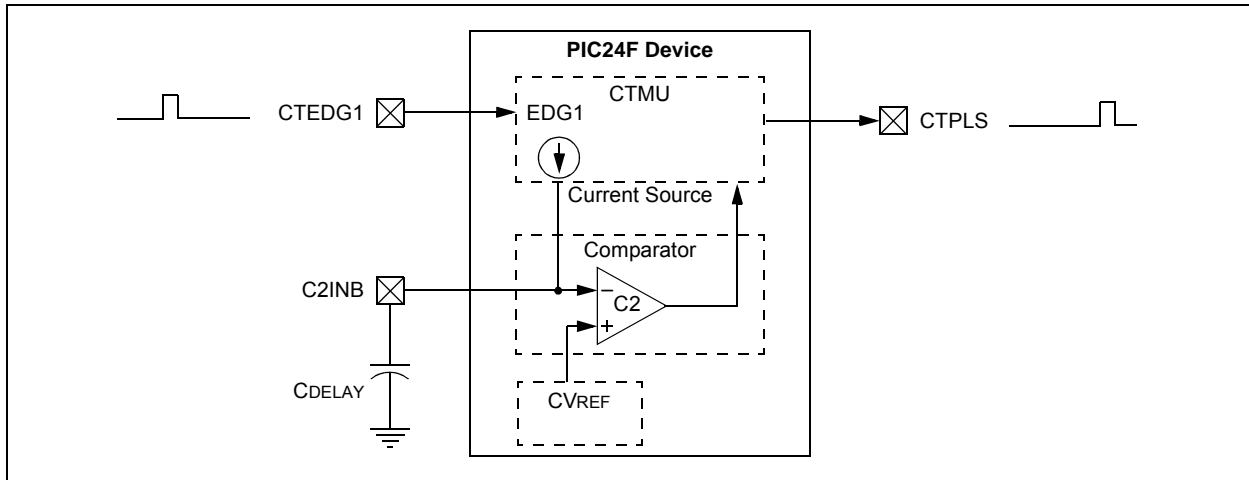 PIC24F Device
CTMU
CTEDG1
EDG1
CTPLS
Current Source
Comparator
C2INB
−
C2
+
CDELAY
CVREF